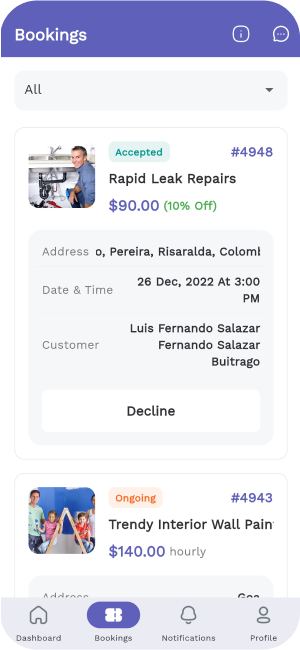 Bookings
All
Accepted
#4948
Rapid Leak Repairs
$90.00 (10% Off)
Address o, Pereira, Risaralda, Colomb
Date & Time 26 Dec, 2022 At 3:00
PM
Luis Fernando Salazar
Customer Fernando Salazar
Buitrago
Decline
Ongoing
#4943
Trendy Interior Wall Pain
$140.00 hourly
Address Goa
Dashboard Bookings Notifications Profile